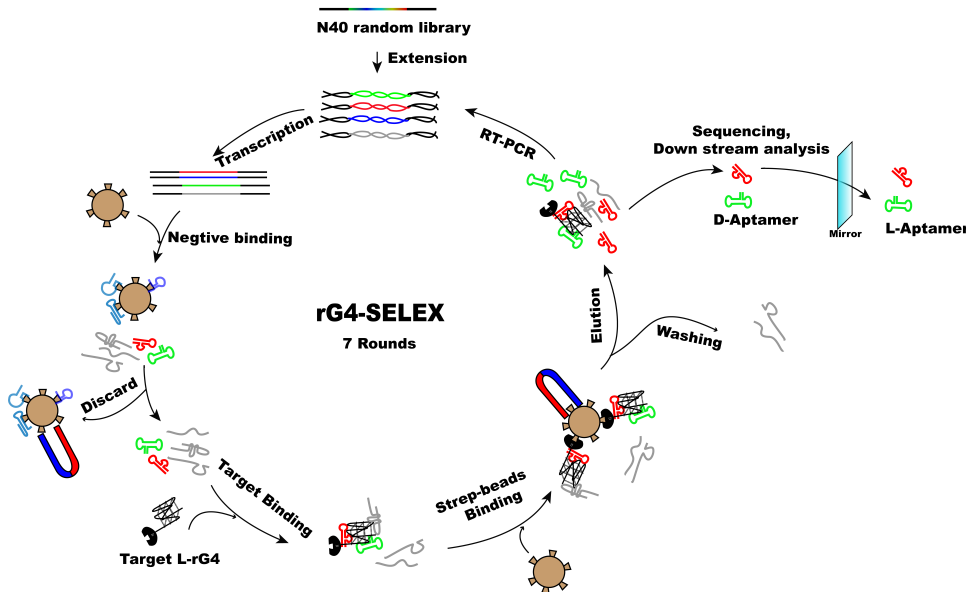 N40 random library
Extension
Transcription
RT-PCR
Sequencing,
Down stream analysis
D-Aptamer
Mirror
L-Aptamer
Negtive binding
rG4-SELEX
7 Rounds
Elution
Washing
Discard
Target Binding
Target L-rG4
Strep-beads
Binding